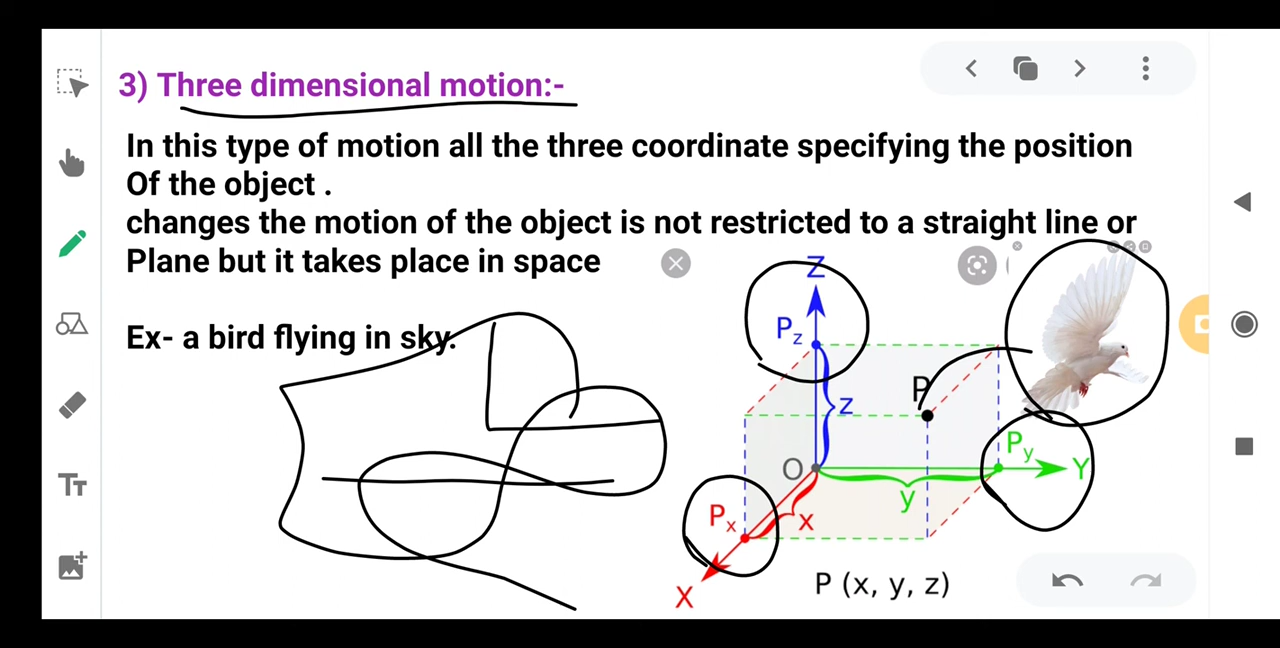 3) Three dimensional motion:-
In this type of motion all the three coordinate specifying the position
Of the object .
changes the motion of the object is not restricted to a straight line or
Plane but it takes place in space
Ex- a bird flying in sky.
Z
Pz
z
P
O
Py
Y
y
Px
x
X
P (x, y, z)
TT